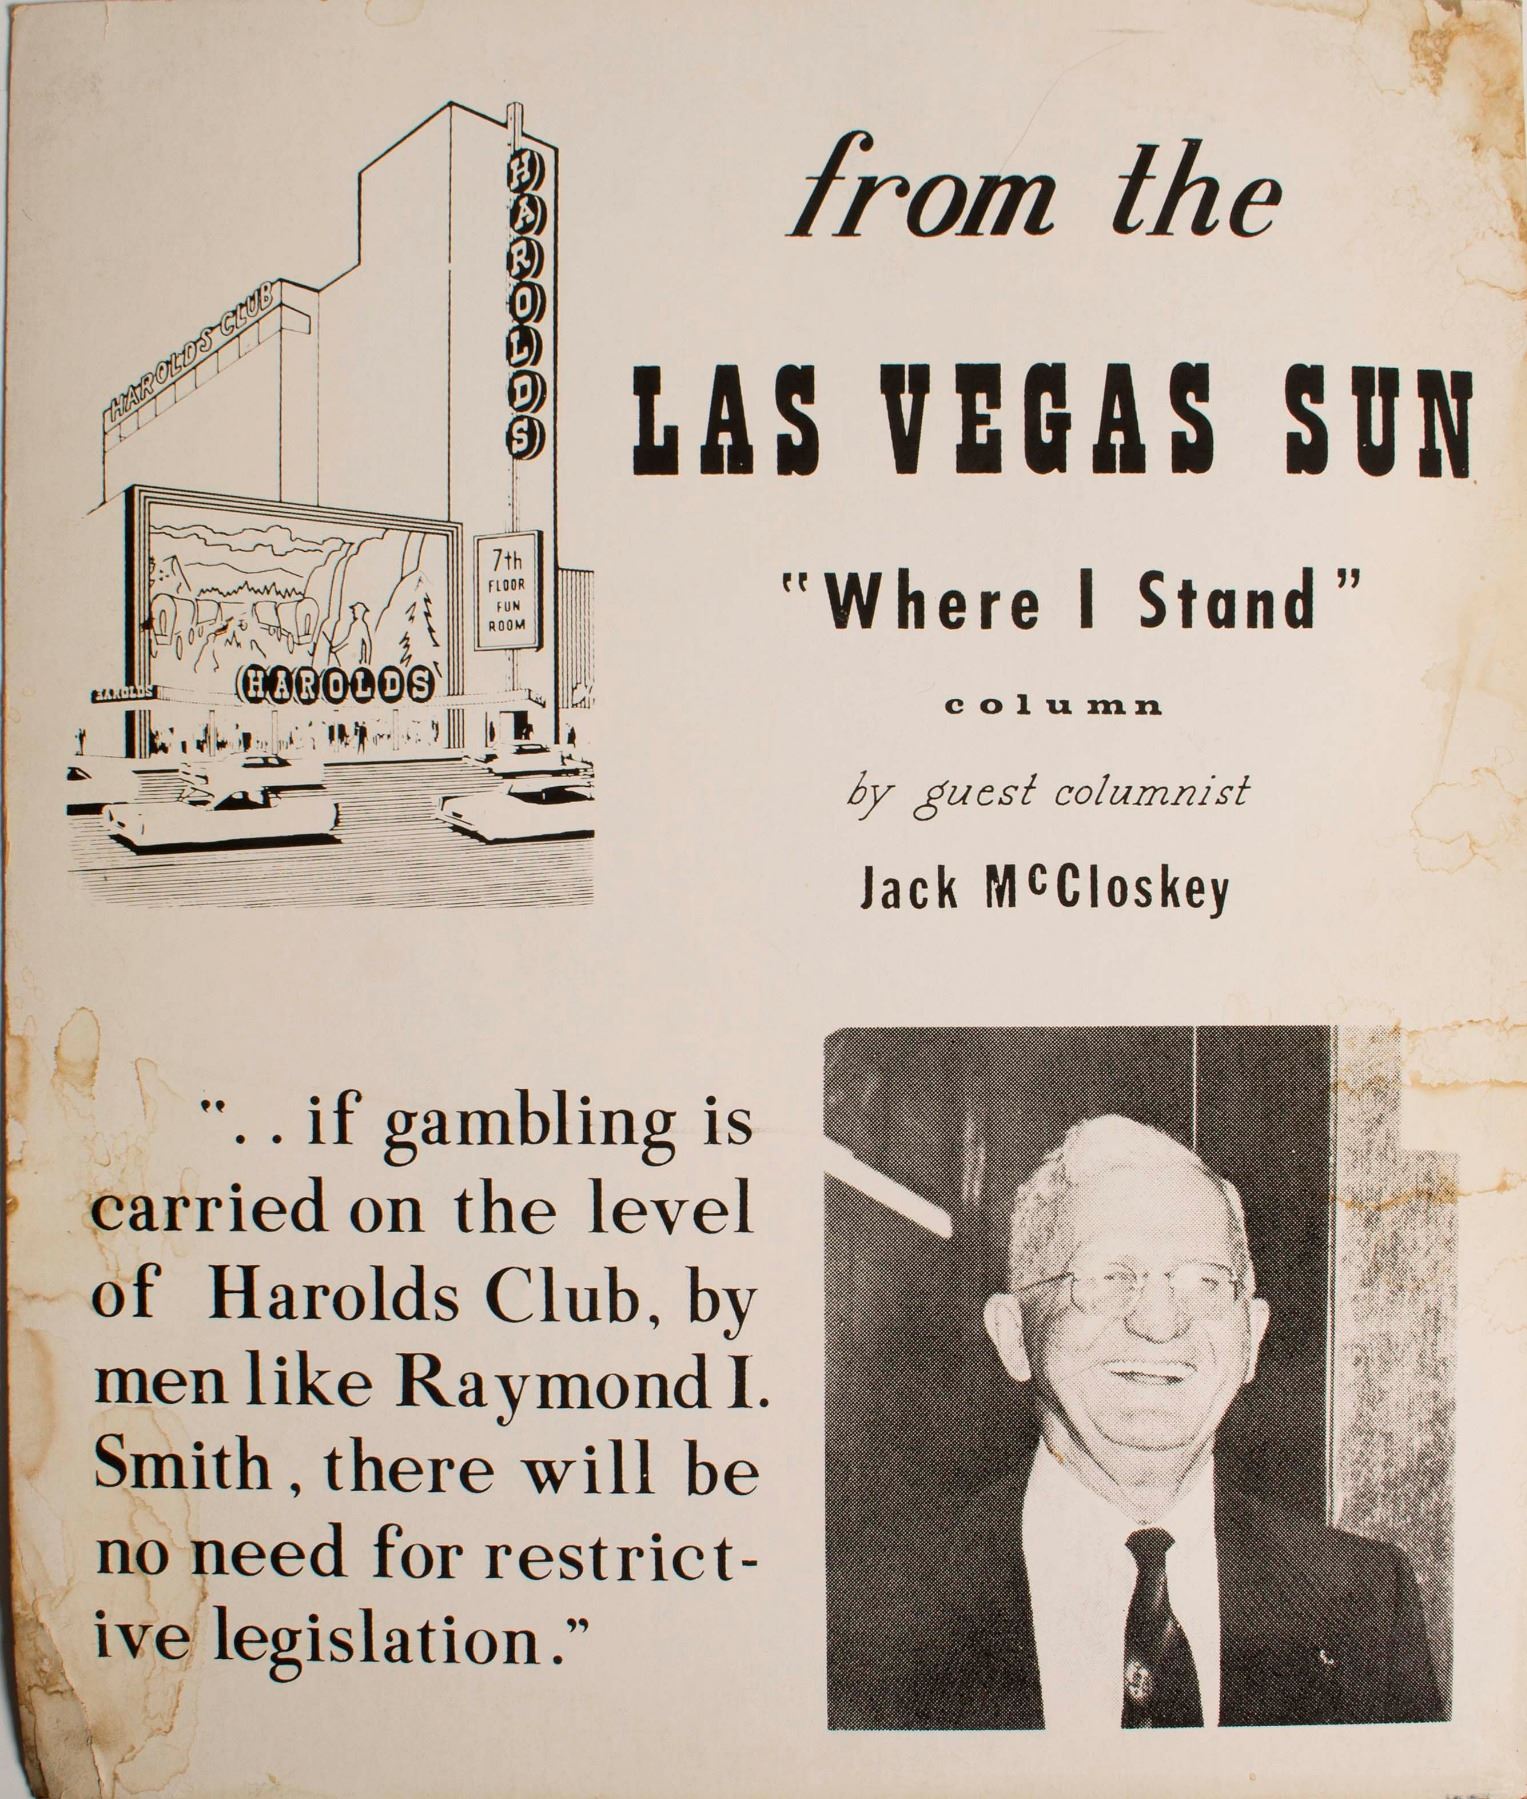 HAROLDS
HAROLDS CLUB
7th
FLOOR
FUN
ROOM
HAROLDS
HAROLDS
from the
LAS VEGAS SUN
"Where I Stand"
column
by guest columnist
Jack McCloskey
". . if gambling is
carried on the level
of Harolds Club, by
men like Raymond I.
Smith, there will be
no need for restrict-
ive legislation."